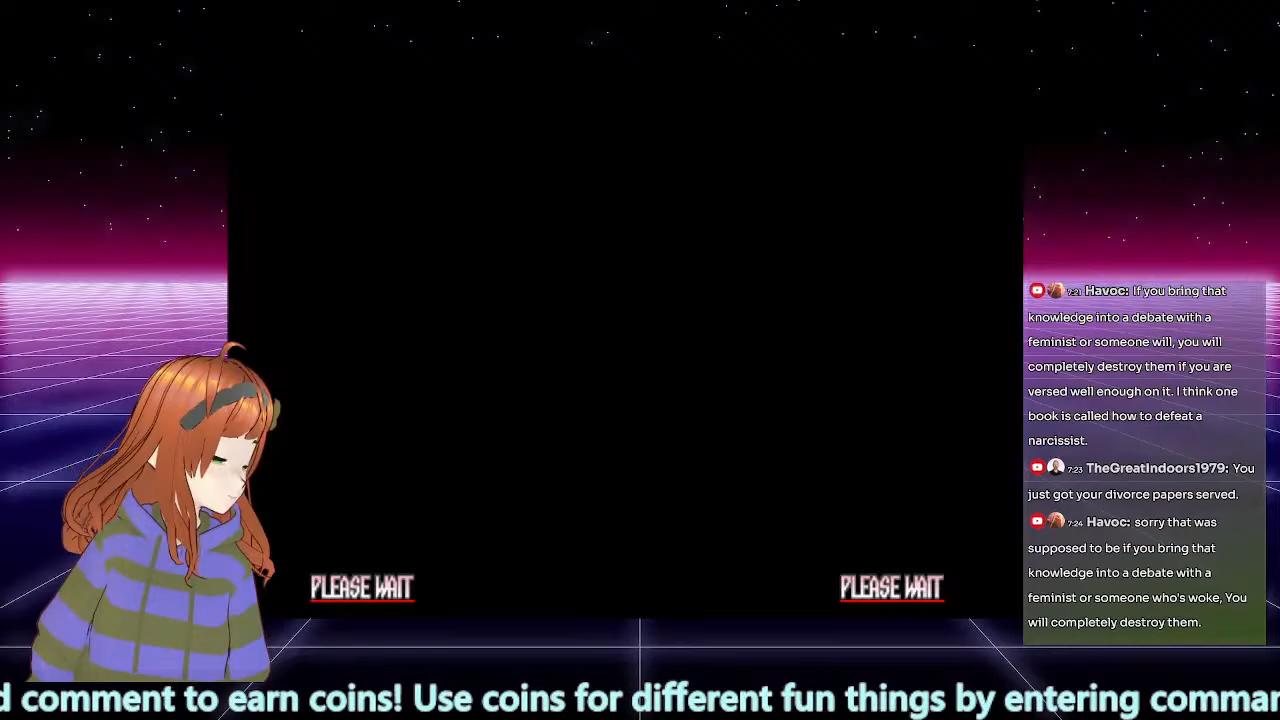 7:23 Havoc: If you bring that
knowledge into a debate with a
feminist or someone will, you will
completely destroy them if you are
versed well enough on it. I think one
book is called how to defeat a
narcissist.
7:23 TheGreatIndoors1979: You
just got your divorce papers served.
7:24 Havoc: sorry that was
supposed to be if you bring that
knowledge into a debate with a
feminist or someone who's woke, You
will completely destroy them.
PLEASE WAIT PLEASE WAIT
d comment to earn coins! Use coins for different fun things by entering comman